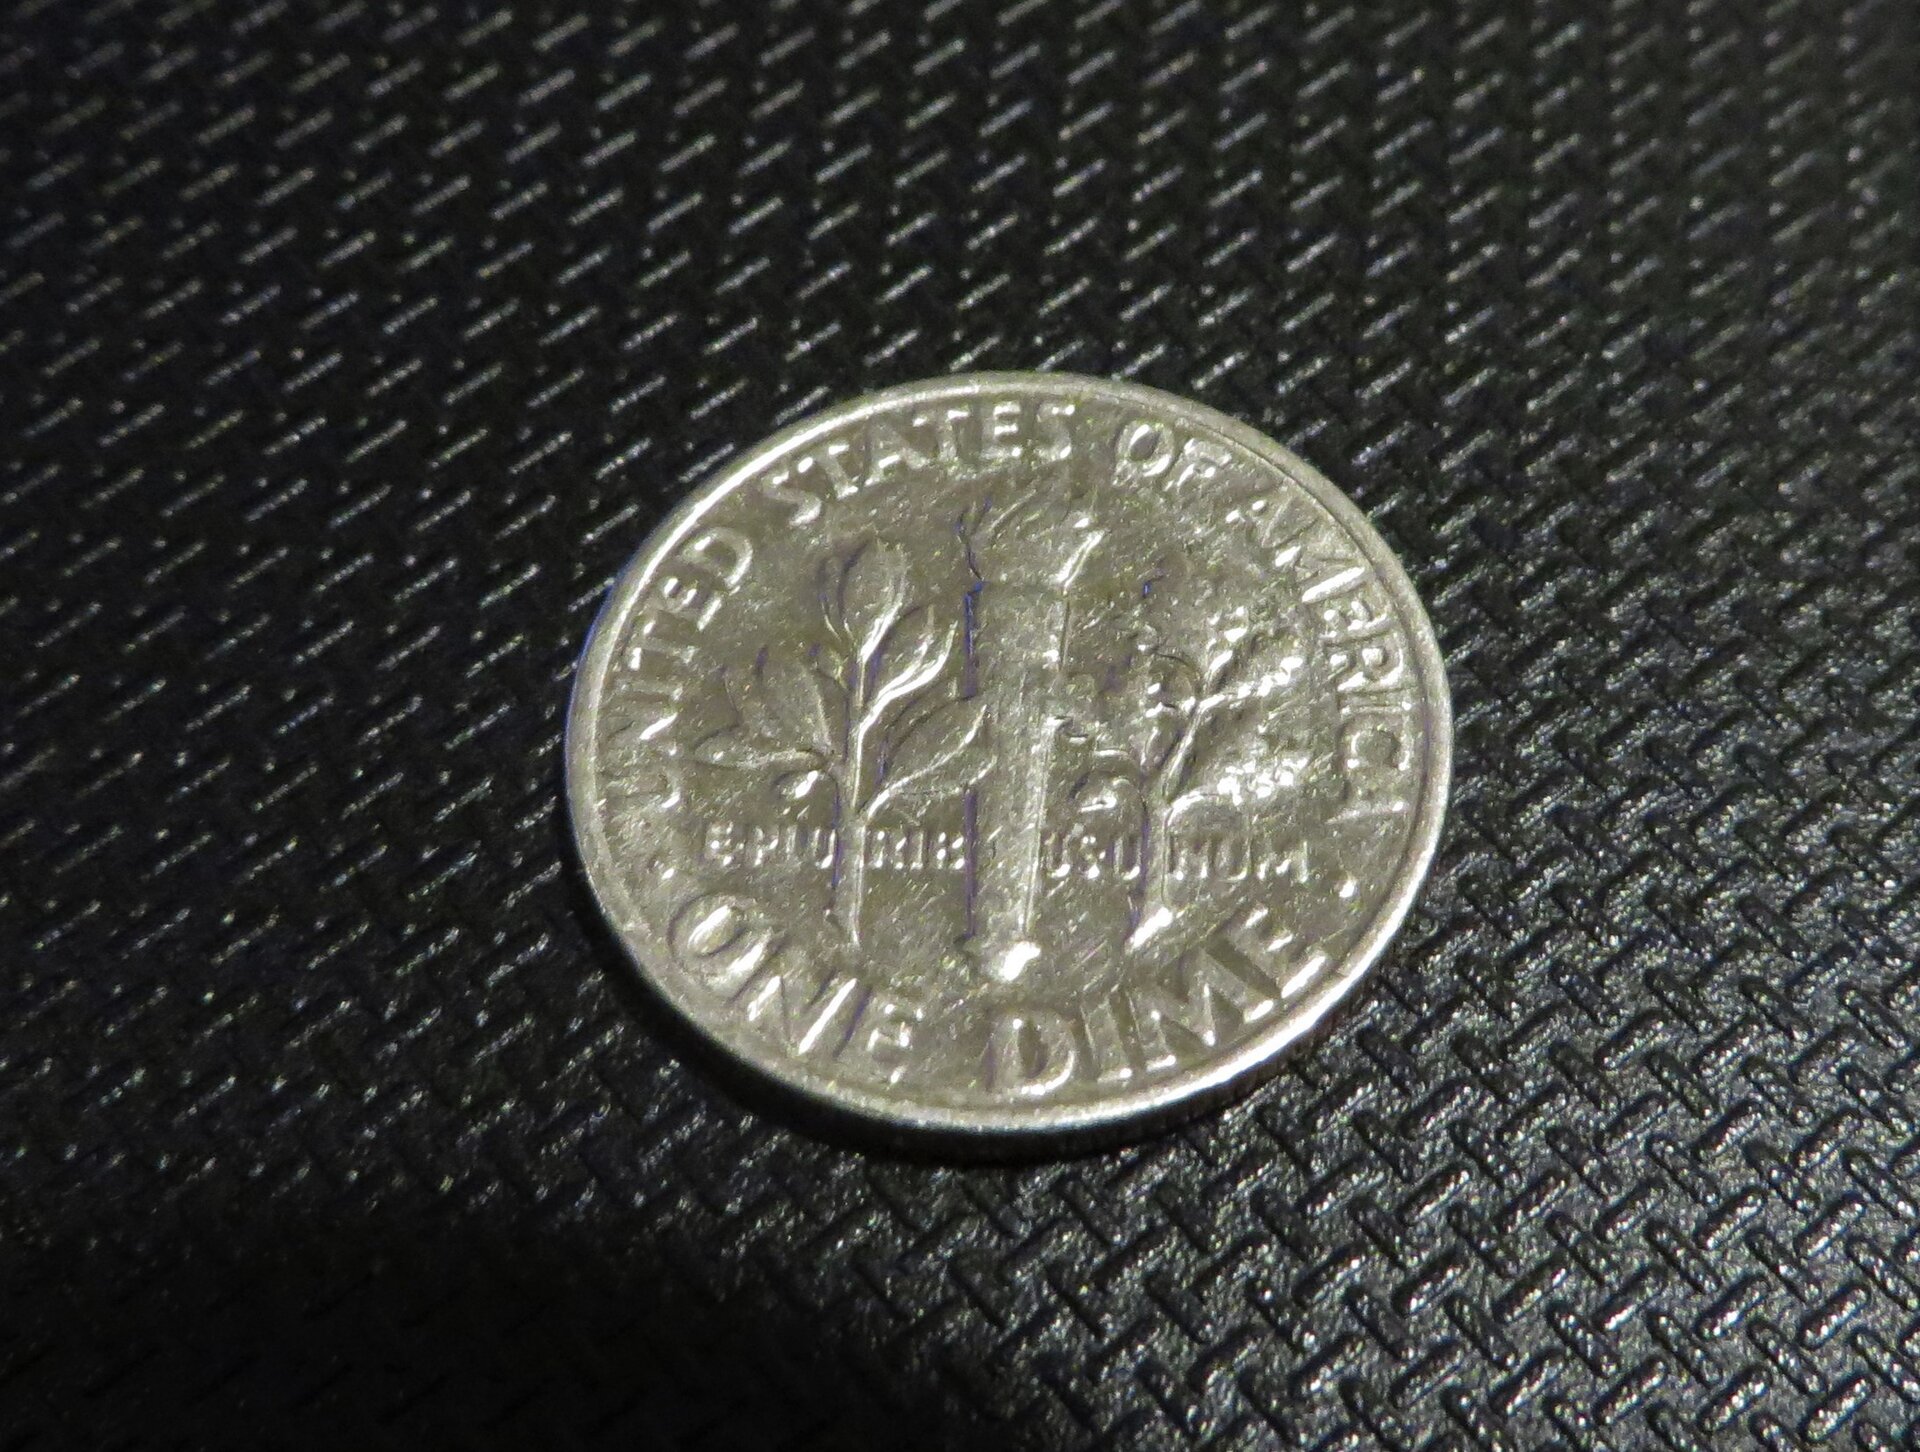 UNITED STATES OF AMERICA
E PLURIBUS UNUM
ONE DIME